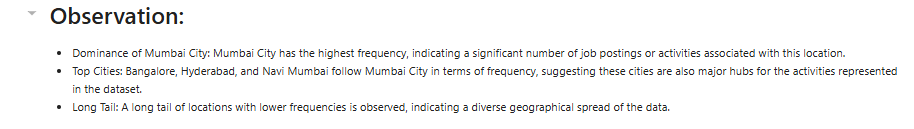 Observation:
• Dominance of Mumbai City: Mumbai City has the highest frequency, indicating a significant number of job postings or activities associated with this location.
• Top Cities: Bangalore, Hyderabad, and Navi Mumbai follow Mumbai City in terms of frequency, suggesting these cities are also major hubs for the activities represented
in the dataset.
• Long Tail: A long tail of locations with lower frequencies is observed, indicating a diverse geographical spread of the data.